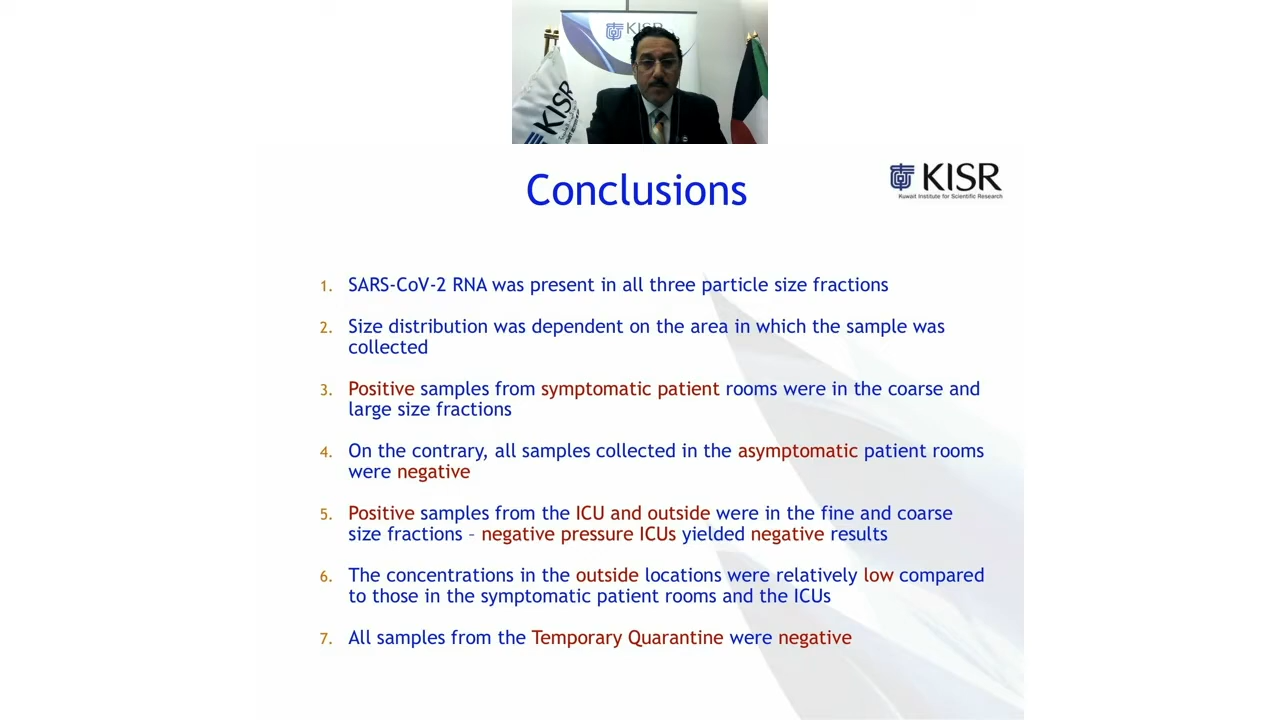 KISR
KISR
Conclusions
KISR
Kuwait Institute for Scientific Research
1. SARS-CoV-2 RNA was present in all three particle size fractions
2. Size distribution was dependent on the area in which the sample was
collected
3. Positive samples from symptomatic patient rooms were in the coarse and
large size fractions
4. On the contrary, all samples collected in the asymptomatic patient rooms
were negative
5. Positive samples from the ICU and outside were in the fine and coarse
size fractions – negative pressure ICUs yielded negative results
6. The concentrations in the outside locations were relatively low compared
to those in the symptomatic patient rooms and the ICUs
7. All samples from the Temporary Quarantine were negative